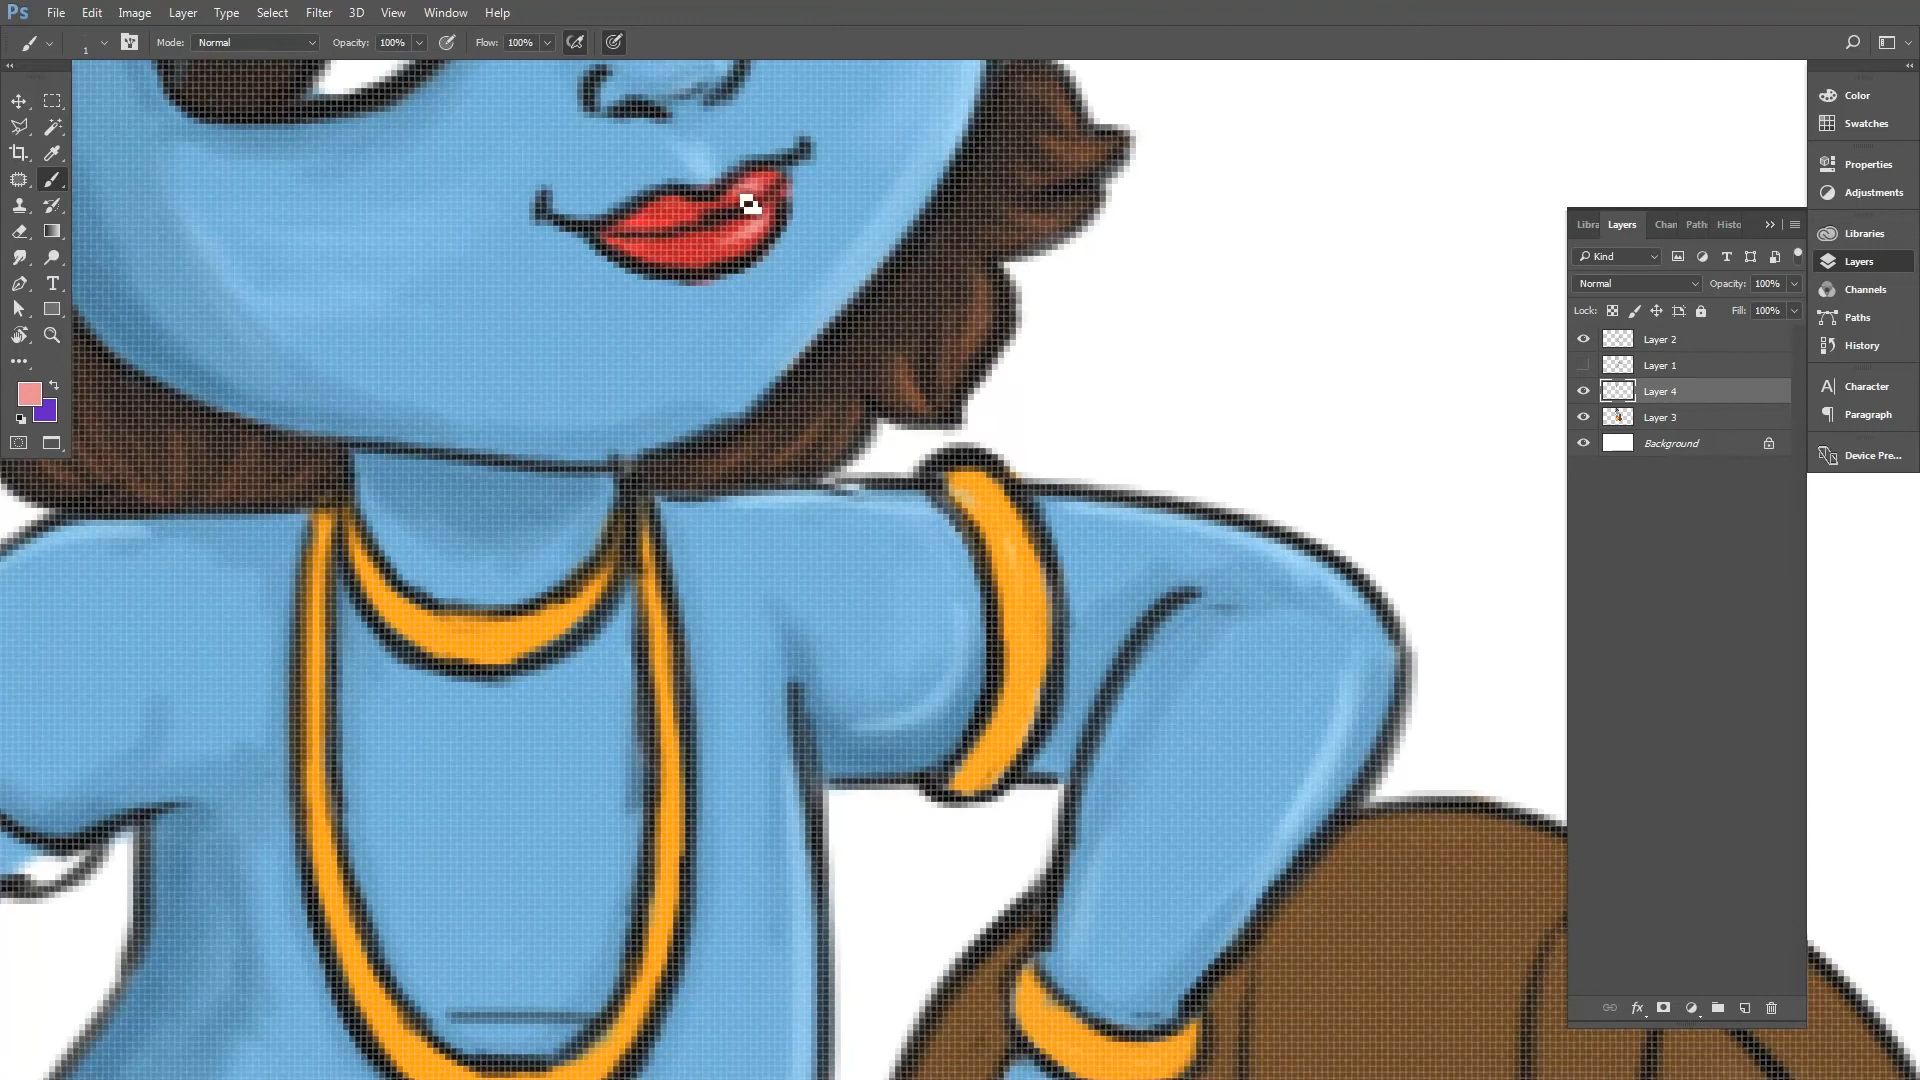 Ps File Edit Image Layer Type Select Filter 3D View Window Help
1 Mode: Normal Opacity: 100% Flow: 100%
Color
Swatches
Properties
Adjustments
Libraries
Layers
Channels
Paths
History
Character
Paragraph
Device Pre...
Libra Layers Chan Path Histo
Kind
Normal Opacity: 100%
Lock: Fill: 100%
Layer 2
Layer 1
Layer 4
Layer 3
Background
fx